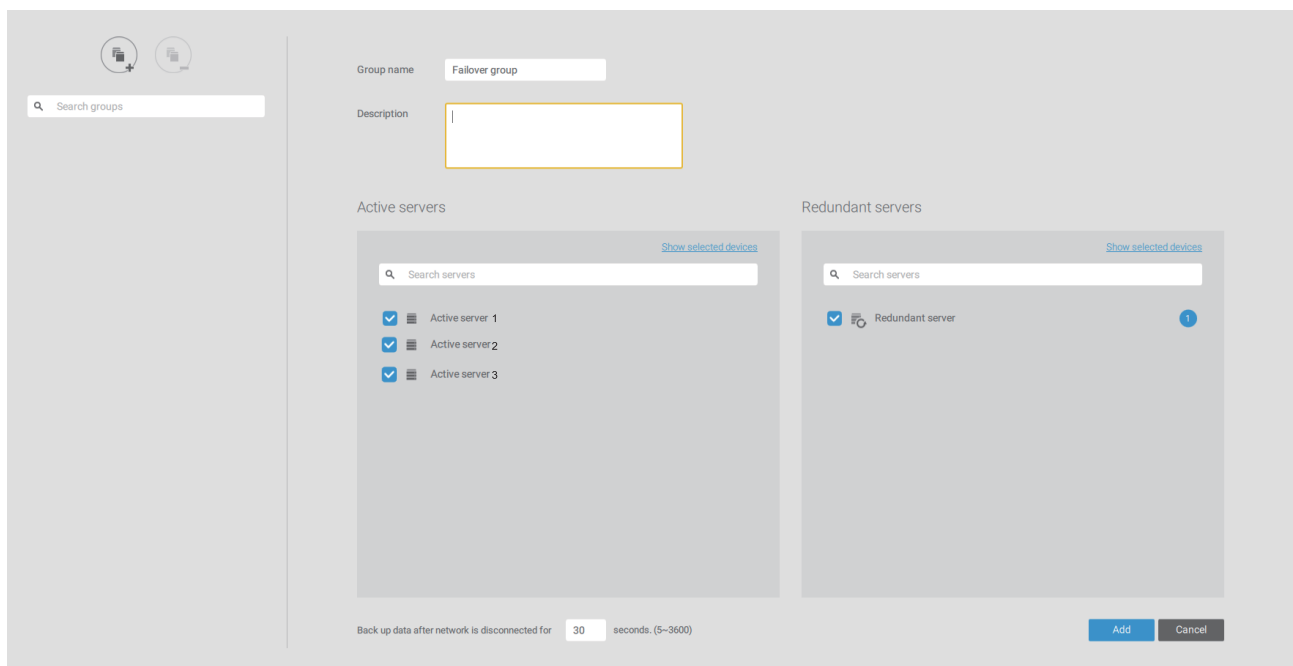 Search groups
Group name
Failover group
Description
Active servers
Show selected devices
Search servers
Active server 1
Active server 2
Active server 3
Redundant servers
Show selected devices
Search servers
Redundant server
1
Back up data after network is disconnected for 30 seconds. (5~3600)
Add
Cancel